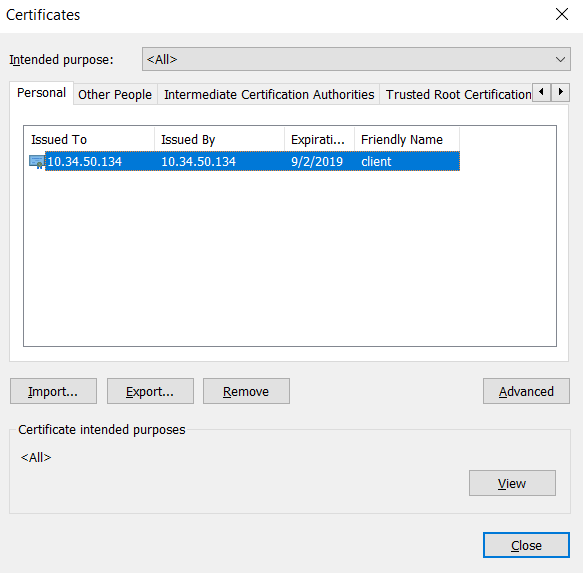 Certificates
Intended purpose: <All>
Personal Other People Intermediate Certification Authorities Trusted Root Certification
Issued To Issued By Expirati... Friendly Name
10.34.50.134 10.34.50.134 9/2/2019 client
Import... Export... Remove Advanced
Certificate intended purposes
<All>
View
Close